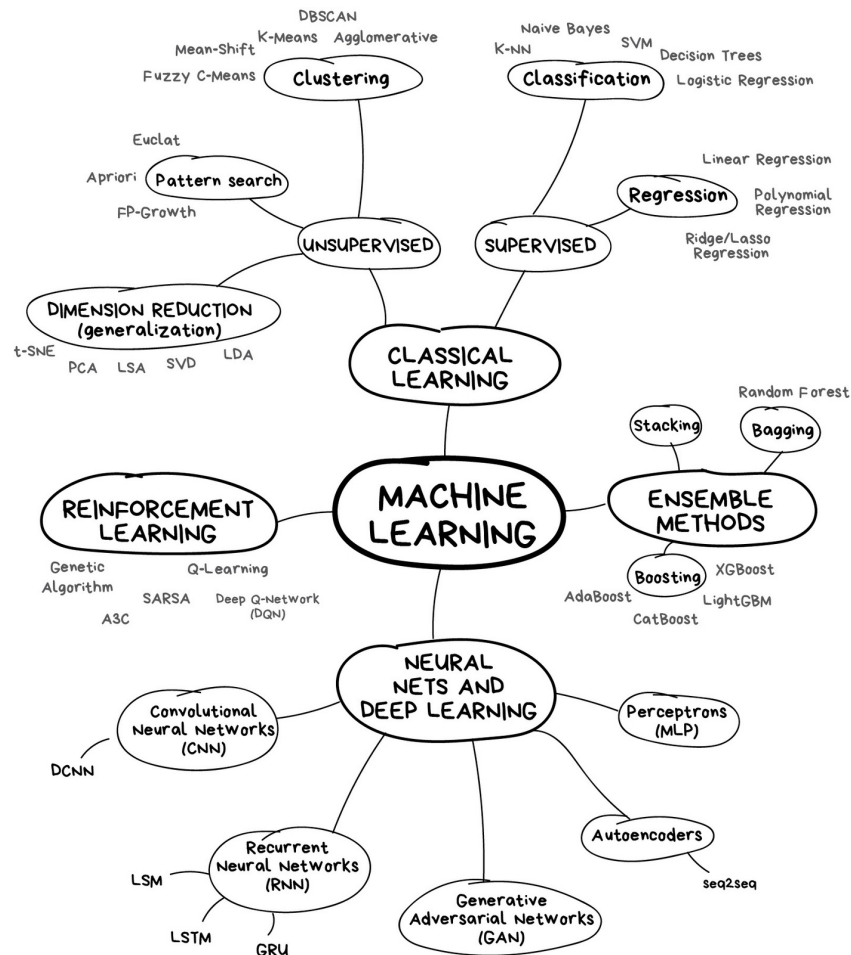 DBSCAN
Mean-Shift
K-Means
Agglomerative
Fuzzy C-Means
Clustering
Naive Bayes
K-NN
SVM
Decision Trees
Classification
Logistic Regression
Euclat
Apriori
Pattern search
FP-Growth
Linear Regression
Regression
Polynomial
Regression
Ridge/Lasso
Regression
UNSUPERVISED
SUPERVISED
DIMENSION REDUCTION
(generalization)
t-SNE
PCA
LSA
SVD
LDA
CLASSICAL
LEARNING
Random Forest
Stacking
Bagging
REINFORCEMENT
LEARNING
MACHINE
LEARNING
ENSEMBLE
METHODS
Genetic
Algorithm
Q-Learning
SARSA
Deep Q-Network
(DQN)
A3C
Boosting
XGBoost
AdaBoost
LightGBM
CatBoost
NEURAL
NETS AND
DEEP LEARNING
Convolutional
Neural Networks
(CNN)
DCNN
Perceptrons
(MLP)
Recurrent
Neural Networks
(RNN)
LSM
LSTM
GRU
Generative
Adversarial Networks
(GAN)
Autoencoders
seq2seq